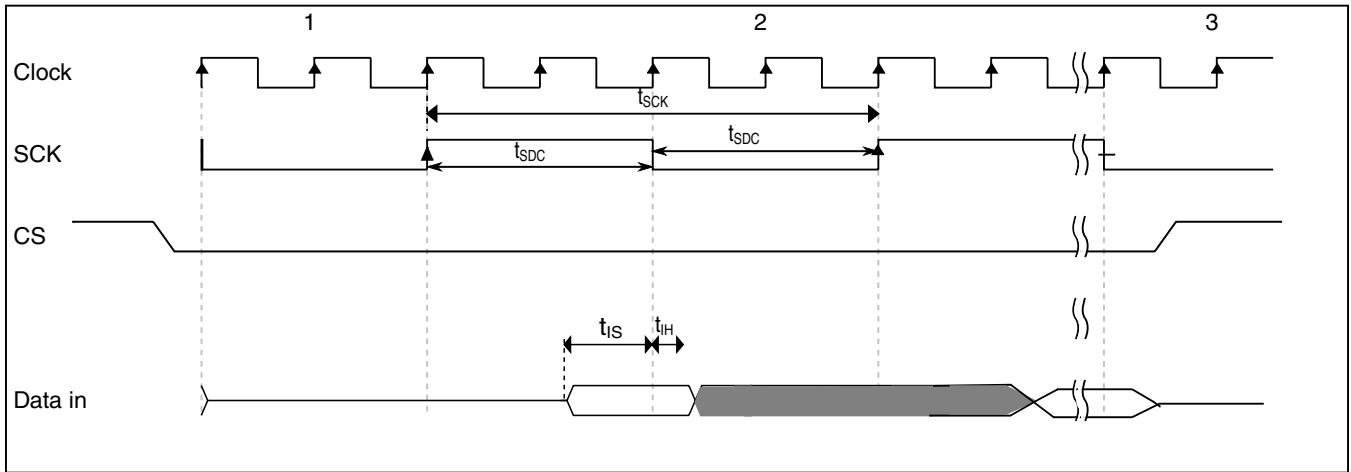 1 2 3
Clock
tSCK
SCK
tSDC
tSDC
CS
tIS
tIH
Data in